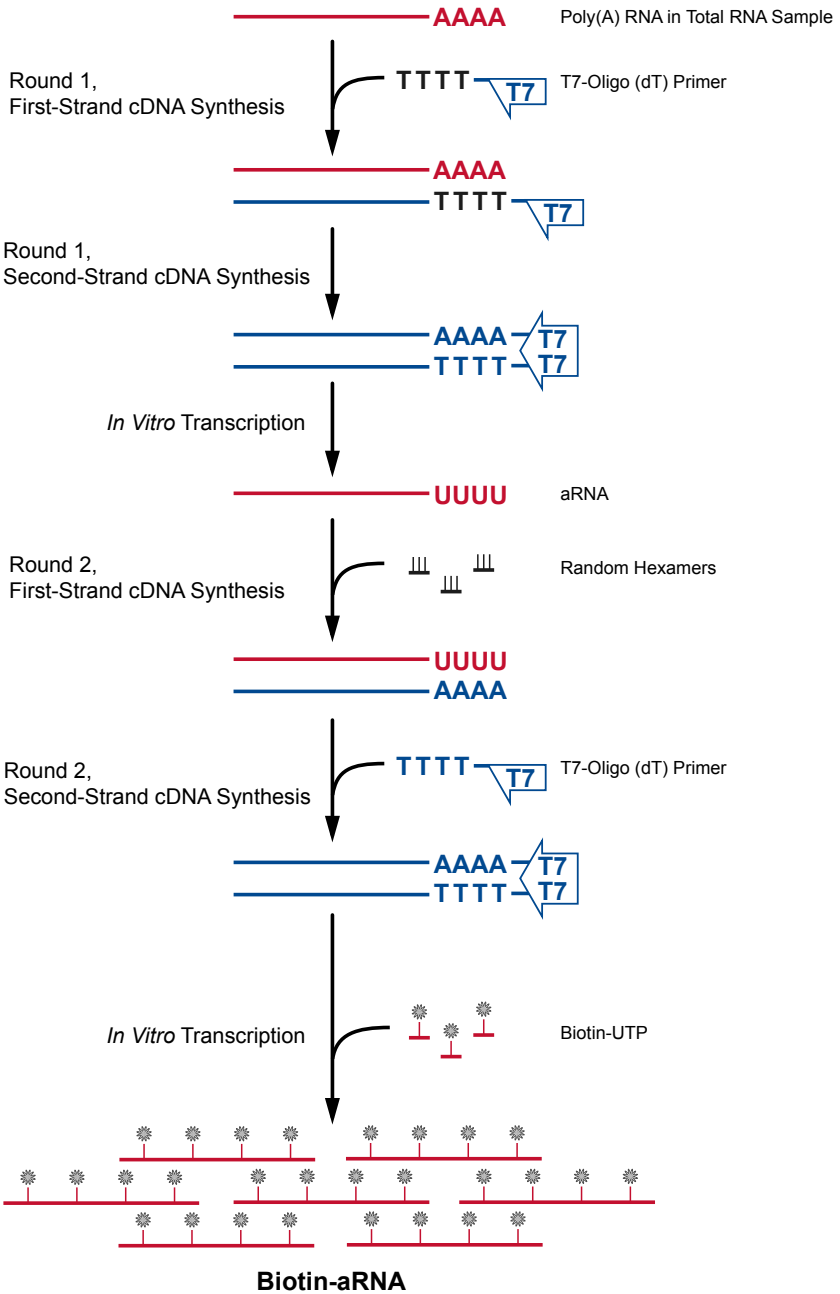 AAAA
Poly(A) RNA in Total RNA Sample
Round 1,
First-Strand cDNA Synthesis
TTTT
T7
T7-Oligo (dT) Primer
AAAA
TTTT
T7
Round 1,
Second-Strand cDNA Synthesis
AAAA
T7
TTTT
T7
In Vitro Transcription
UUUU
aRNA
Round 2,
First-Strand cDNA Synthesis
Random Hexamers
UUUU
AAAA
Round 2,
Second-Strand cDNA Synthesis
TTTT
T7
T7-Oligo (dT) Primer
AAAA
T7
TTTT
T7
In Vitro Transcription
Biotin-UTP
Biotin-aRNA